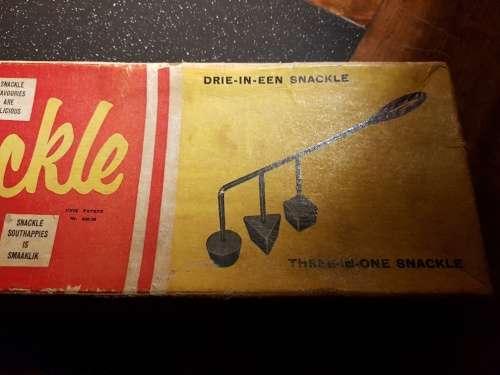 SNACKLE
SAVOURIES
ARE
LICIOUS
ckle
SNACKLE
SOUTHAPPIES
IS
SMAAKLIK
DRIE-IN-EEN SNACKLE
THREE-IN-ONE SNACKLE